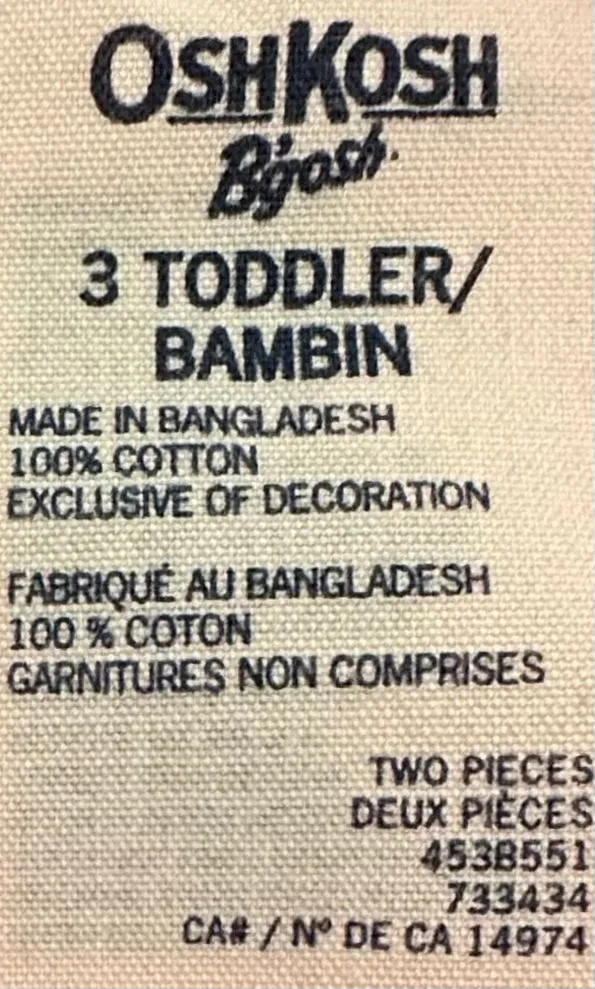 OSHKOSH
B'gosh.
3 TODDLER/
BAMBIN
MADE IN BANGLADESH
100% COTTON
EXCLUSIVE OF DECORATION
FABRIQUÉ AU BANGLADESH
100 % COTON
GARNITURES NON COMPRISES
TWO PIECES
DEUX PIÈCES
4538551
733434
CA# / Nº DE CA 14974